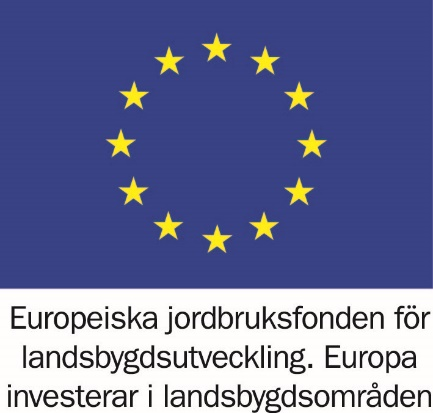 Europeiska jordbruksfonden för
landsbygdsutveckling. Europa
investerar i landsbygdsområden